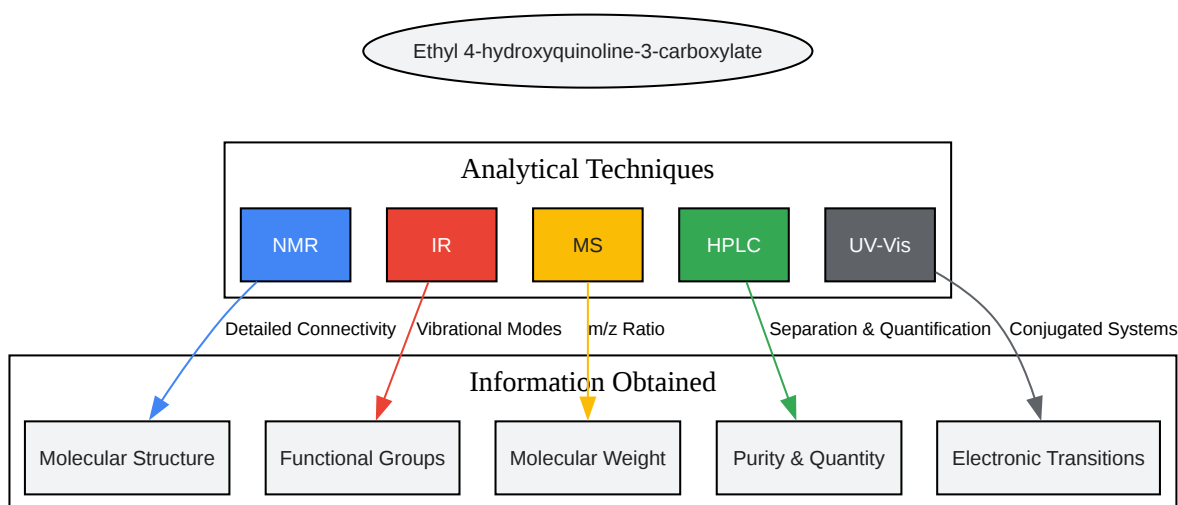 Ethyl 4-hydroxyquinoline-3-carboxylate
Analytical Techniques
NMR
IR
MS
HPLC
UV-Vis
Detailed Connectivity
Vibrational Modes
m/z Ratio
Separation & Quantification
Conjugated Systems
Information Obtained
Molecular Structure
Functional Groups
Molecular Weight
Purity & Quantity
Electronic Transitions